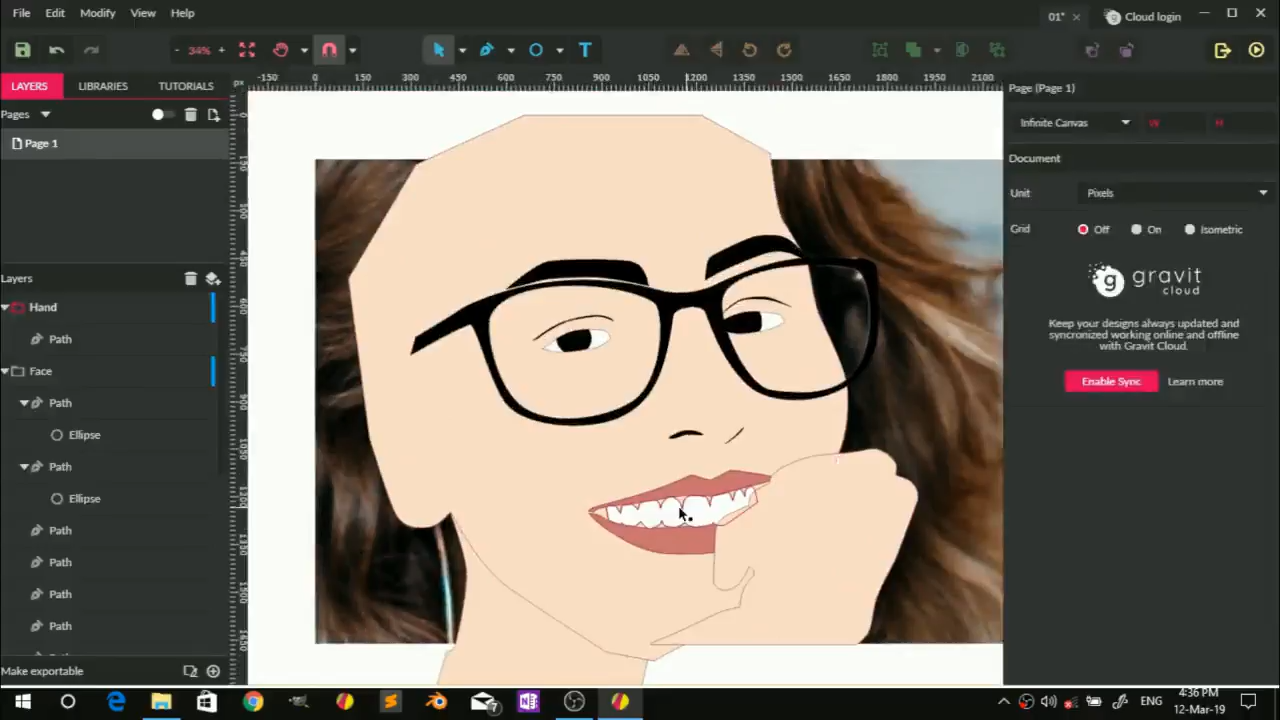 File Edit Modify View Help
01* Cloud login
- 34% +
T
LAYERS LIBRARIES TUTORIALS
px -150 0 150 300 450 600 750 900 1050 1200 1350 1500 1650 1800 1950 2100
Page (Page 1)
Pages
Infinite Canvas W H
Page 1
Document
Unit Pixels
Grid Off On Isometric
Layers
g gravit cloud
Hand
Path
Keep your designs always updated and
syncronized working online and offline
with Gravit Cloud.
Face
Enable Sync Learn more
Path
Ellipse
Path
Ellipse
Path
Path
Path
Path
Make exportable
7
ENG
4:36 PM
12-Mar-19